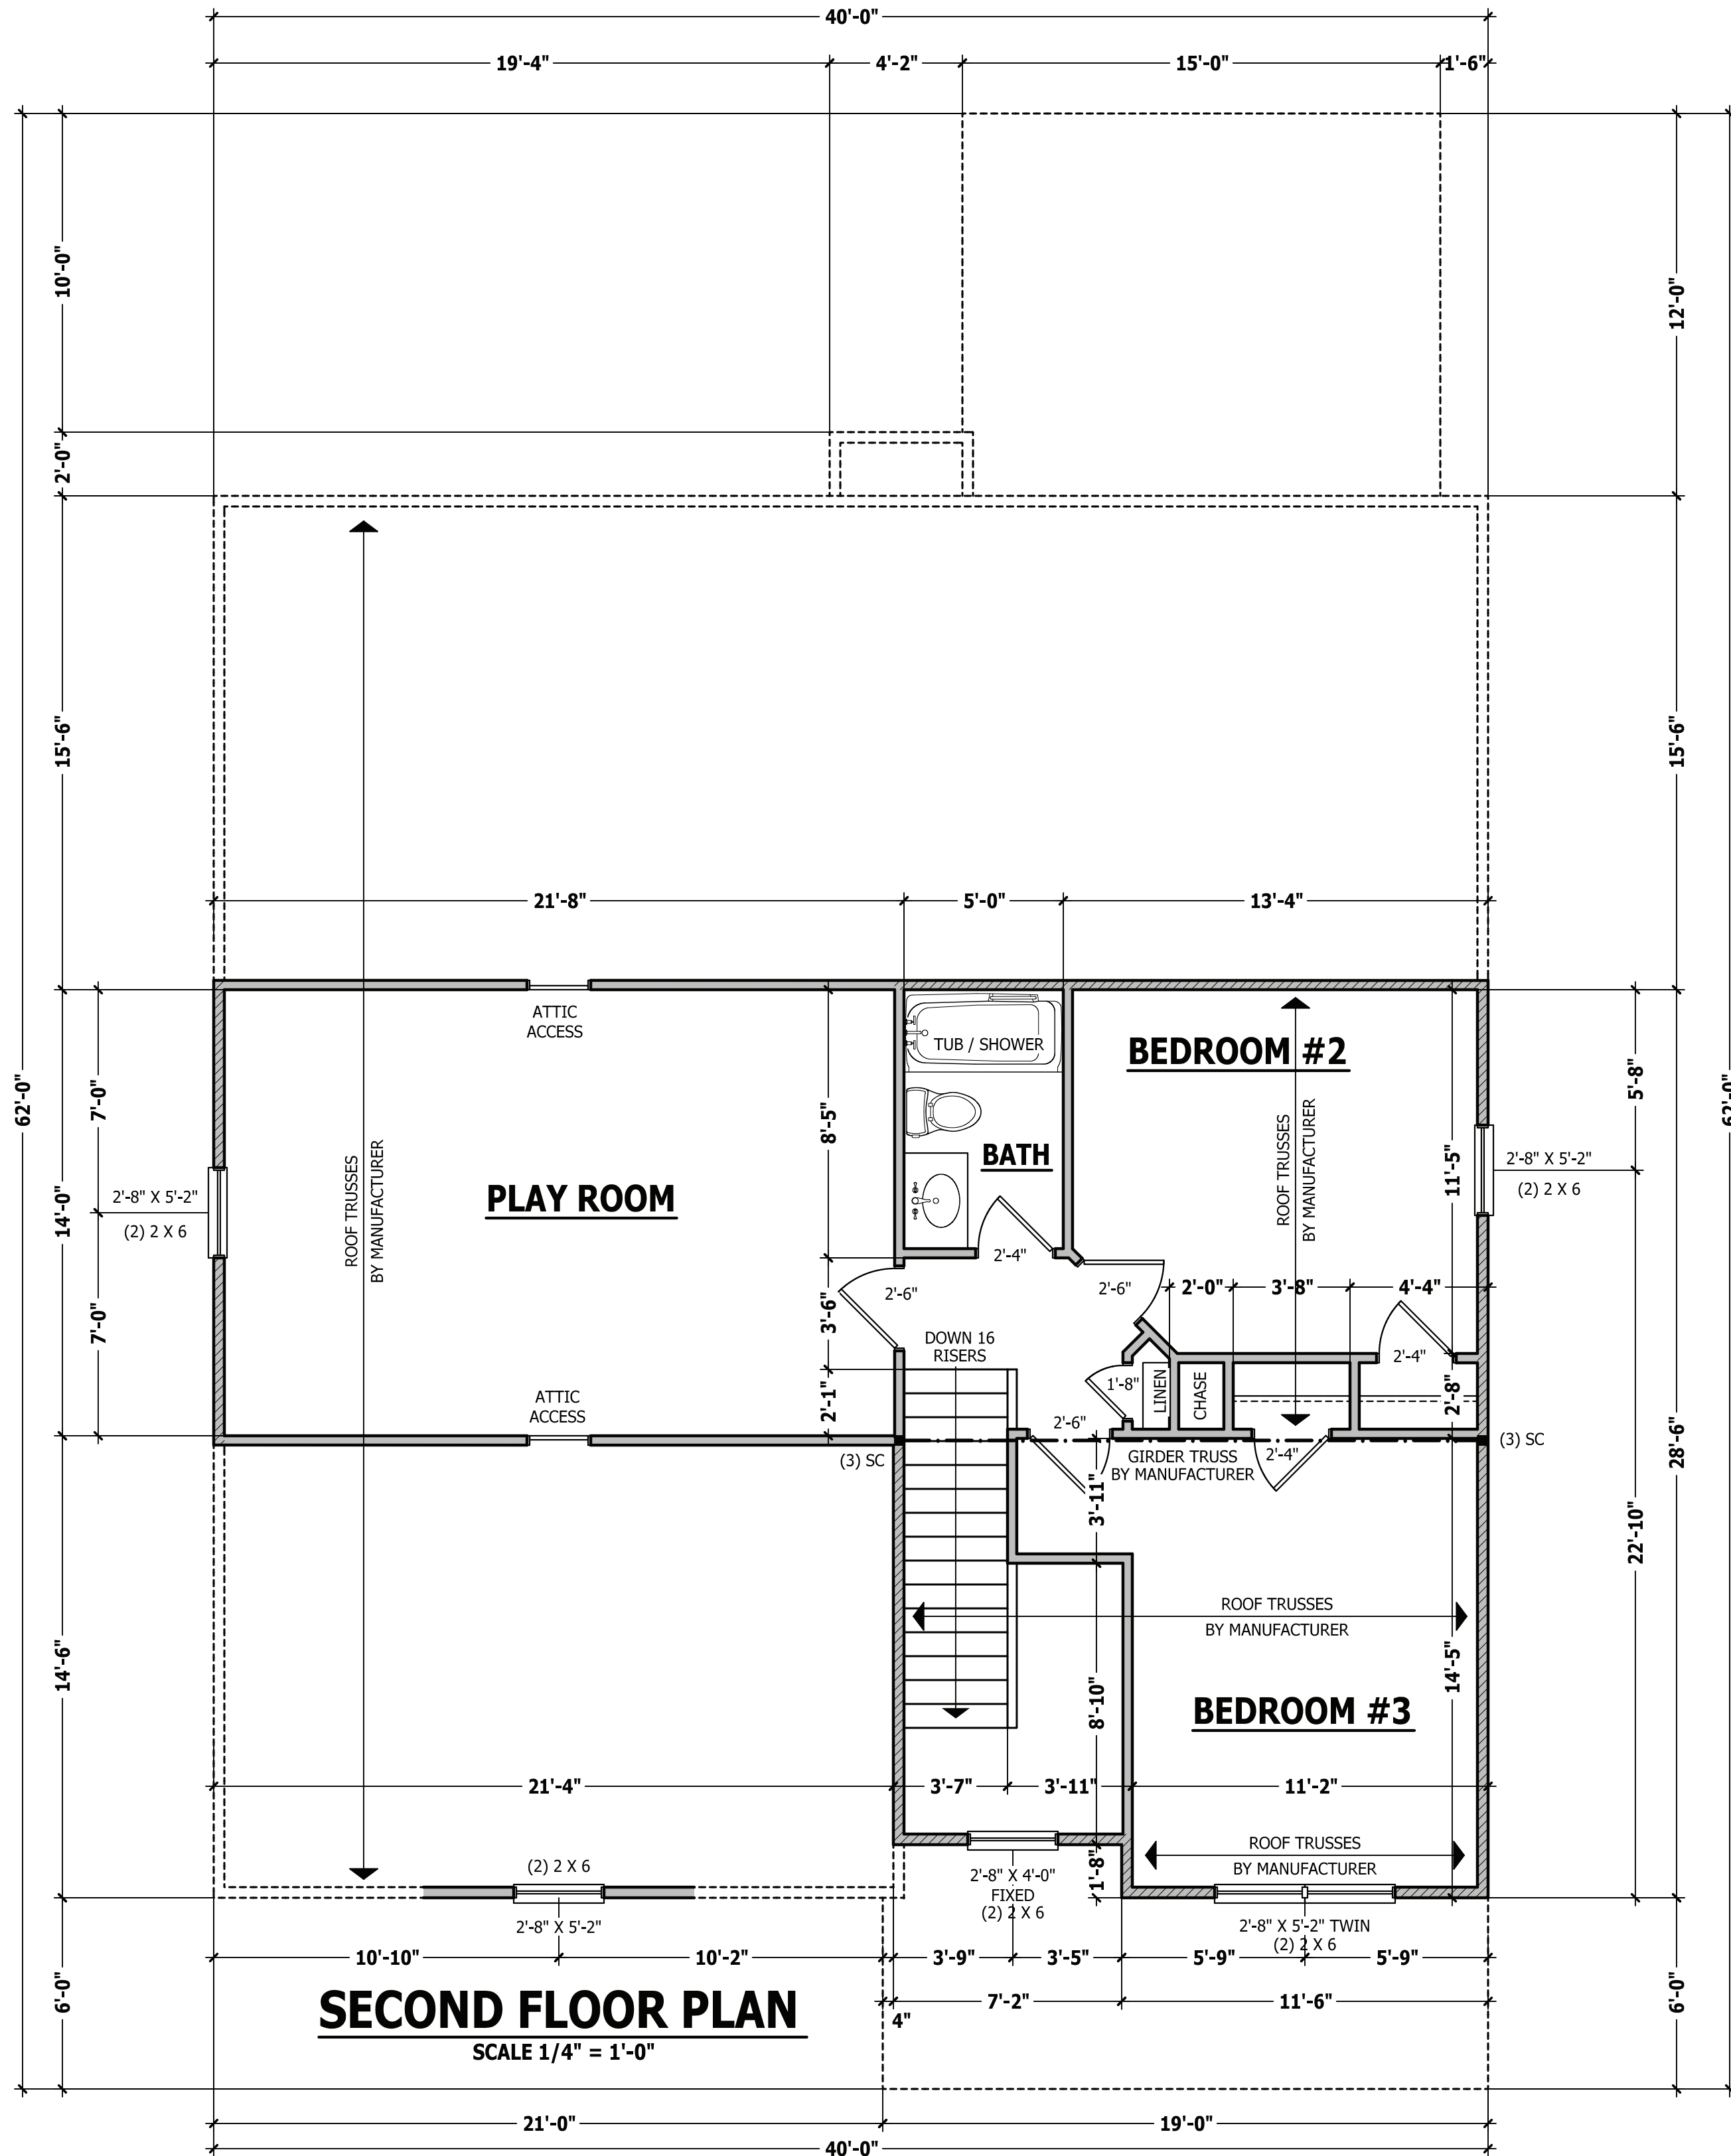 40'-0"
19'-4"
4'-2"
15'-0"
1'-6"
10'-0"
12'-0"
2'-0"
15'-6"
15'-6"
21'-8"
5'-0"
13'-4"
ATTIC
ACCESS
TUB / SHOWER
BEDROOM #2
62'-0"
7'-0"
8'-5"
5'-8"
62'-0"
BATH
ROOF TRUSSES
BY MANUFACTURER
ROOF TRUSSES
BY MANUFACTURER
11'-5"
2'-8" X 5'-2"
(2) 2 X 6
14'-0"
2'-8" X 5'-2"
(2) 2 X 6
PLAY ROOM
2'-4"
2'-6"
2'-6"
2'-0"
3'-8"
4'-4"
7'-0"
3'-6"
DOWN 16
RISERS
2'-4"
1'-8"
LINEN
CHASE
2'-8"
ATTIC
ACCESS
2'-1"
2'-6"
(3) SC
GIRDER TRUSS
BY MANUFACTURER
2'-4"
(3) SC
28'-6"
3'-11"
22'-10"
ROOF TRUSSES
BY MANUFACTURER
14'-6"
8'-10"
14'-5"
BEDROOM #3
21'-4"
3'-7"
3'-11"
11'-2"
ROOF TRUSSES
BY MANUFACTURER
(2) 2 X 6
2'-8" X 5'-2"
2'-8" X 4'-0"
FIXED
(2) 2 X 6
1'-8"
2'-8" X 5'-2" TWIN
(2) 2 X 6
10'-10"
10'-2"
3'-9"
3'-5"
5'-9"
5'-9"
6'-0"
7'-2"
11'-6"
6'-0"
4"
SECOND FLOOR PLAN
SCALE 1/4" = 1'-0"
21'-0"
19'-0"
40'-0"